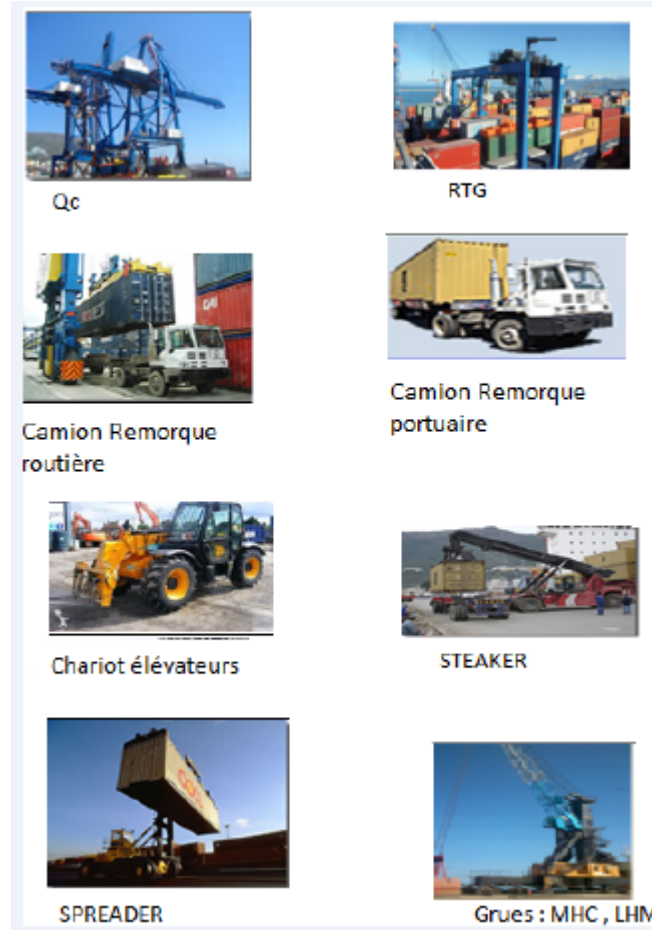 Qc
RTG
Camion Remorque
routière
Camion Remorque
portuaire
Chariot élévateurs
STEAKER
SPREADER
Grues : MHC , LHM